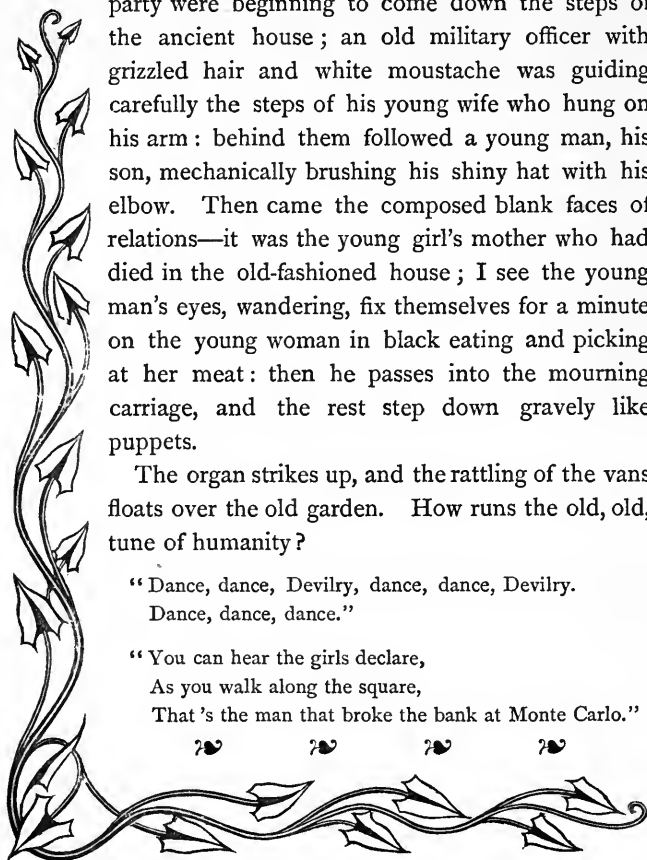 party were beginning to come down the steps of
the ancient house ; an old military officer with
grizzled hair and white moustache was guiding
carefully the steps of his young wife who hung on
his arm : behind them followed a young man, his
son, mechanically brushing his shiny hat with his
elbow. Then came the composed blank faces of
relations—it was the young girl's mother who had
died in the old-fashioned house ; I see the young
man's eyes, wandering, fix themselves for a minute
on the young woman in black eating and picking
at her meat : then he passes into the mourning
carriage, and the rest step down gravely like
puppets.
The organ strikes up, and the rattling of the vans
floats over the old garden. How runs the old, old,
tune of humanity ?
“ Dance, dance, Devilry, dance, dance, Devilry.
Dance, dance, dance.”
“ You can hear the girls declare,
As you walk along the square,
That 's the man that broke the bank at Monte Carlo.”